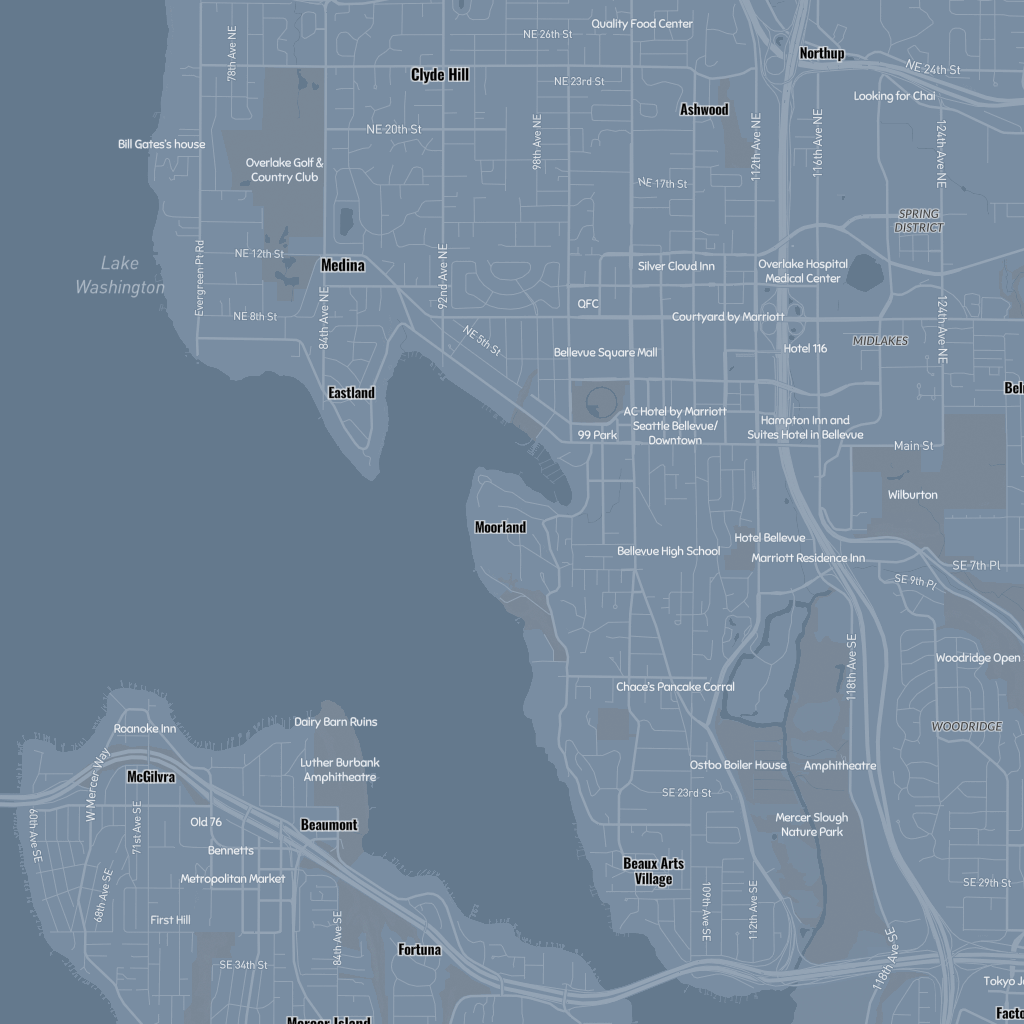 Quality Food Center
NE 26th St
78th Ave NE
Northup
NE 24th St
Clyde Hill
NE 23rd St
Looking for Chai
Ashwood
NE 20th St
98th Ave NE
112th Ave NE
116th Ave NE
124th Ave NE
Bill Gates's house
Overlake Golf &
Country Club
NE 17th St
SPRING
DISTRICT
Lake
Washington
Evergreen Pt Rd
NE 12th St
Medina
92nd Ave NE
Silver Cloud Inn
Overlake Hospital
Medical Center
QFC
NE 8th St
84th Ave NE
Courtyard by Marriott
124th Ave NE
NE 5th St
Bellevue Square Mall
Hotel 116
MIDLAKES
Eastland
Bel
AC Hotel by Marriott
Seattle Bellevue/
Downtown
99 Park
Hampton Inn and
Suites Hotel in Bellevue
Main St
Wilburton
Moorland
Hotel Bellevue
Bellevue High School
Marriott Residence Inn
SE 7th Pl
SE 9th Pl
118th Ave SE
Woodridge Open
Chace's Pancake Corral
WOODRIDGE
Dairy Barn Ruins
Roanoke Inn
W Mercer Way
McGilvra
Luther Burbank
Amphitheatre
Ostbo Boiler House
Amphitheatre
SE 23rd St
60th Ave SE
71st Ave SE
Old 76
Beaumont
Mercer Slough
Nature Park
Bennetts
Metropolitan Market
Beaux Arts
Village
68th Ave SE
109th Ave SE
112th Ave SE
SE 29th St
First Hill
84th Ave SE
Fortuna
118th Ave SE
SE 34th St
Tokyo J
Mercer Island
Facto